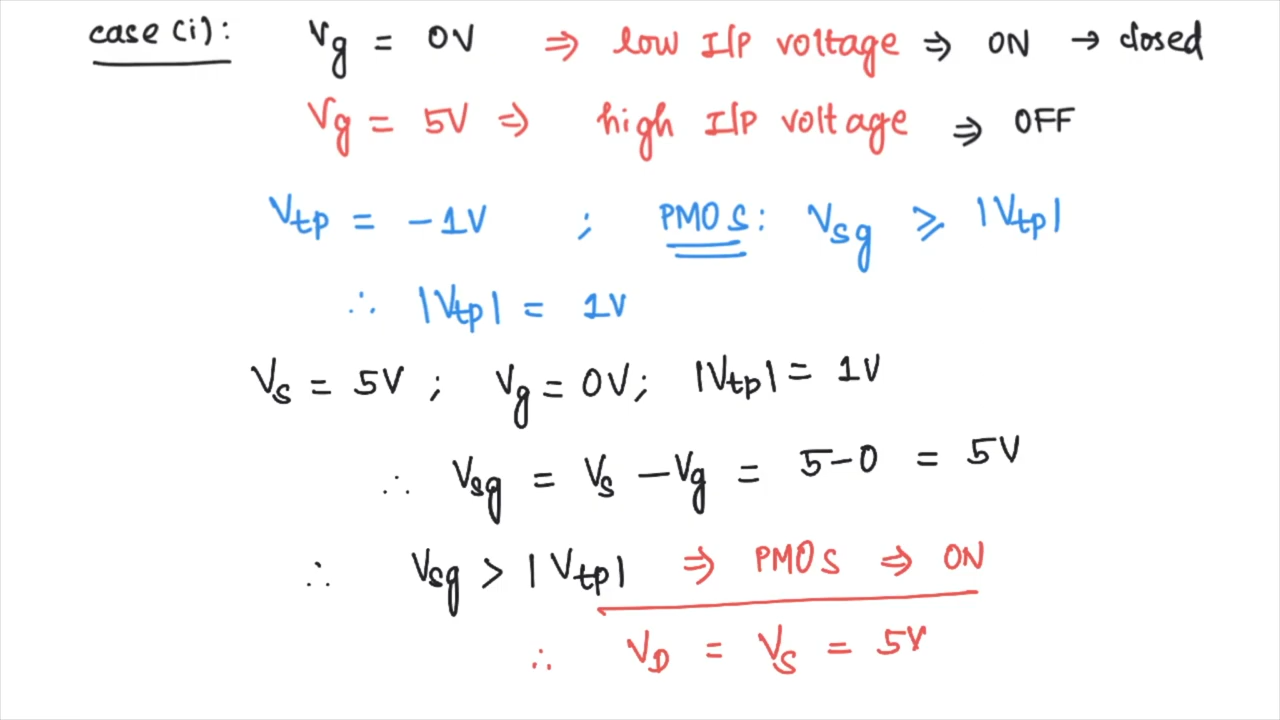 case (i): Vg = 0V ⇒ low I/P voltage ⇒ ON → closed
Vg = 5V ⇒ high I/P voltage ⇒ OFF
Vtp = -1V ; PMOS: Vsg ≥ |Vtp|
∴ |Vtp| = 1V
Vs = 5V ; Vg = 0V; |Vtp| = 1V
∴ Vsg = Vs - Vg = 5-0 = 5V
∴ Vsg > |Vtp| ⇒ PMOS ⇒ ON
∴ VD = VS = 5V